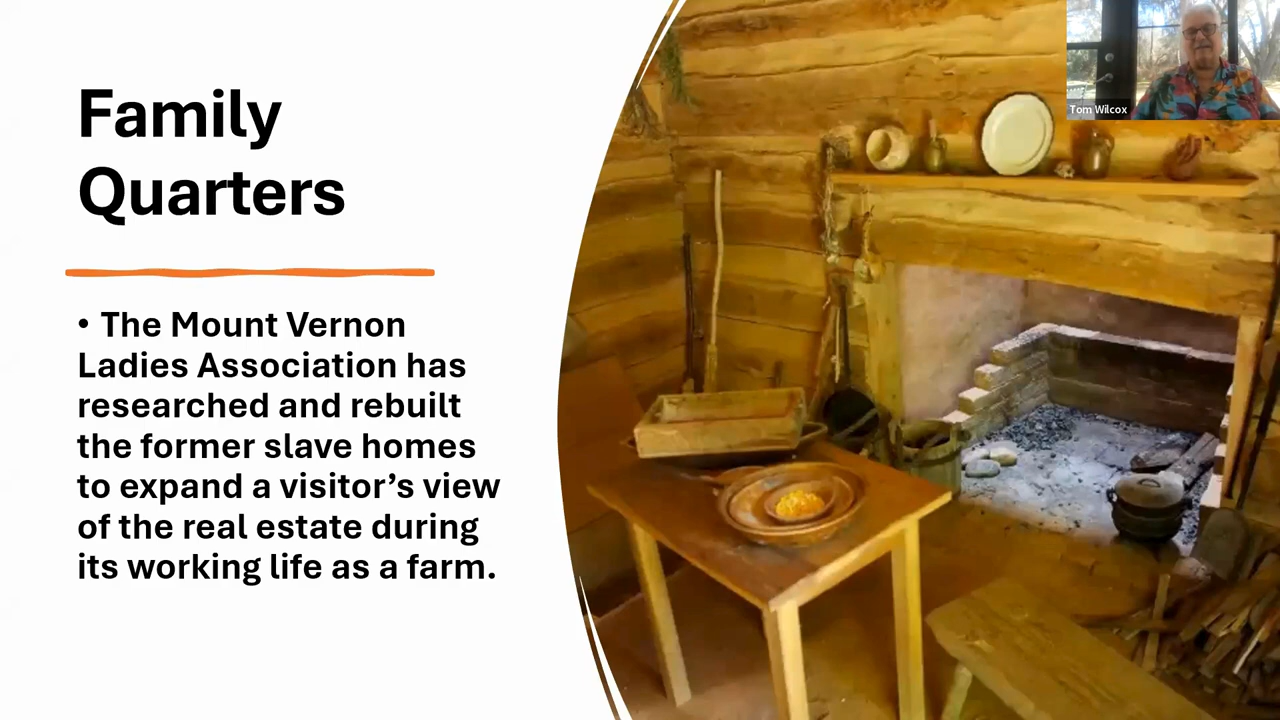 Family
Quarters
• The Mount Vernon
Ladies Association has
researched and rebuilt
the former slave homes
to expand a visitor’s view
of the real estate during
its working life as a farm.
Tom Wilcox